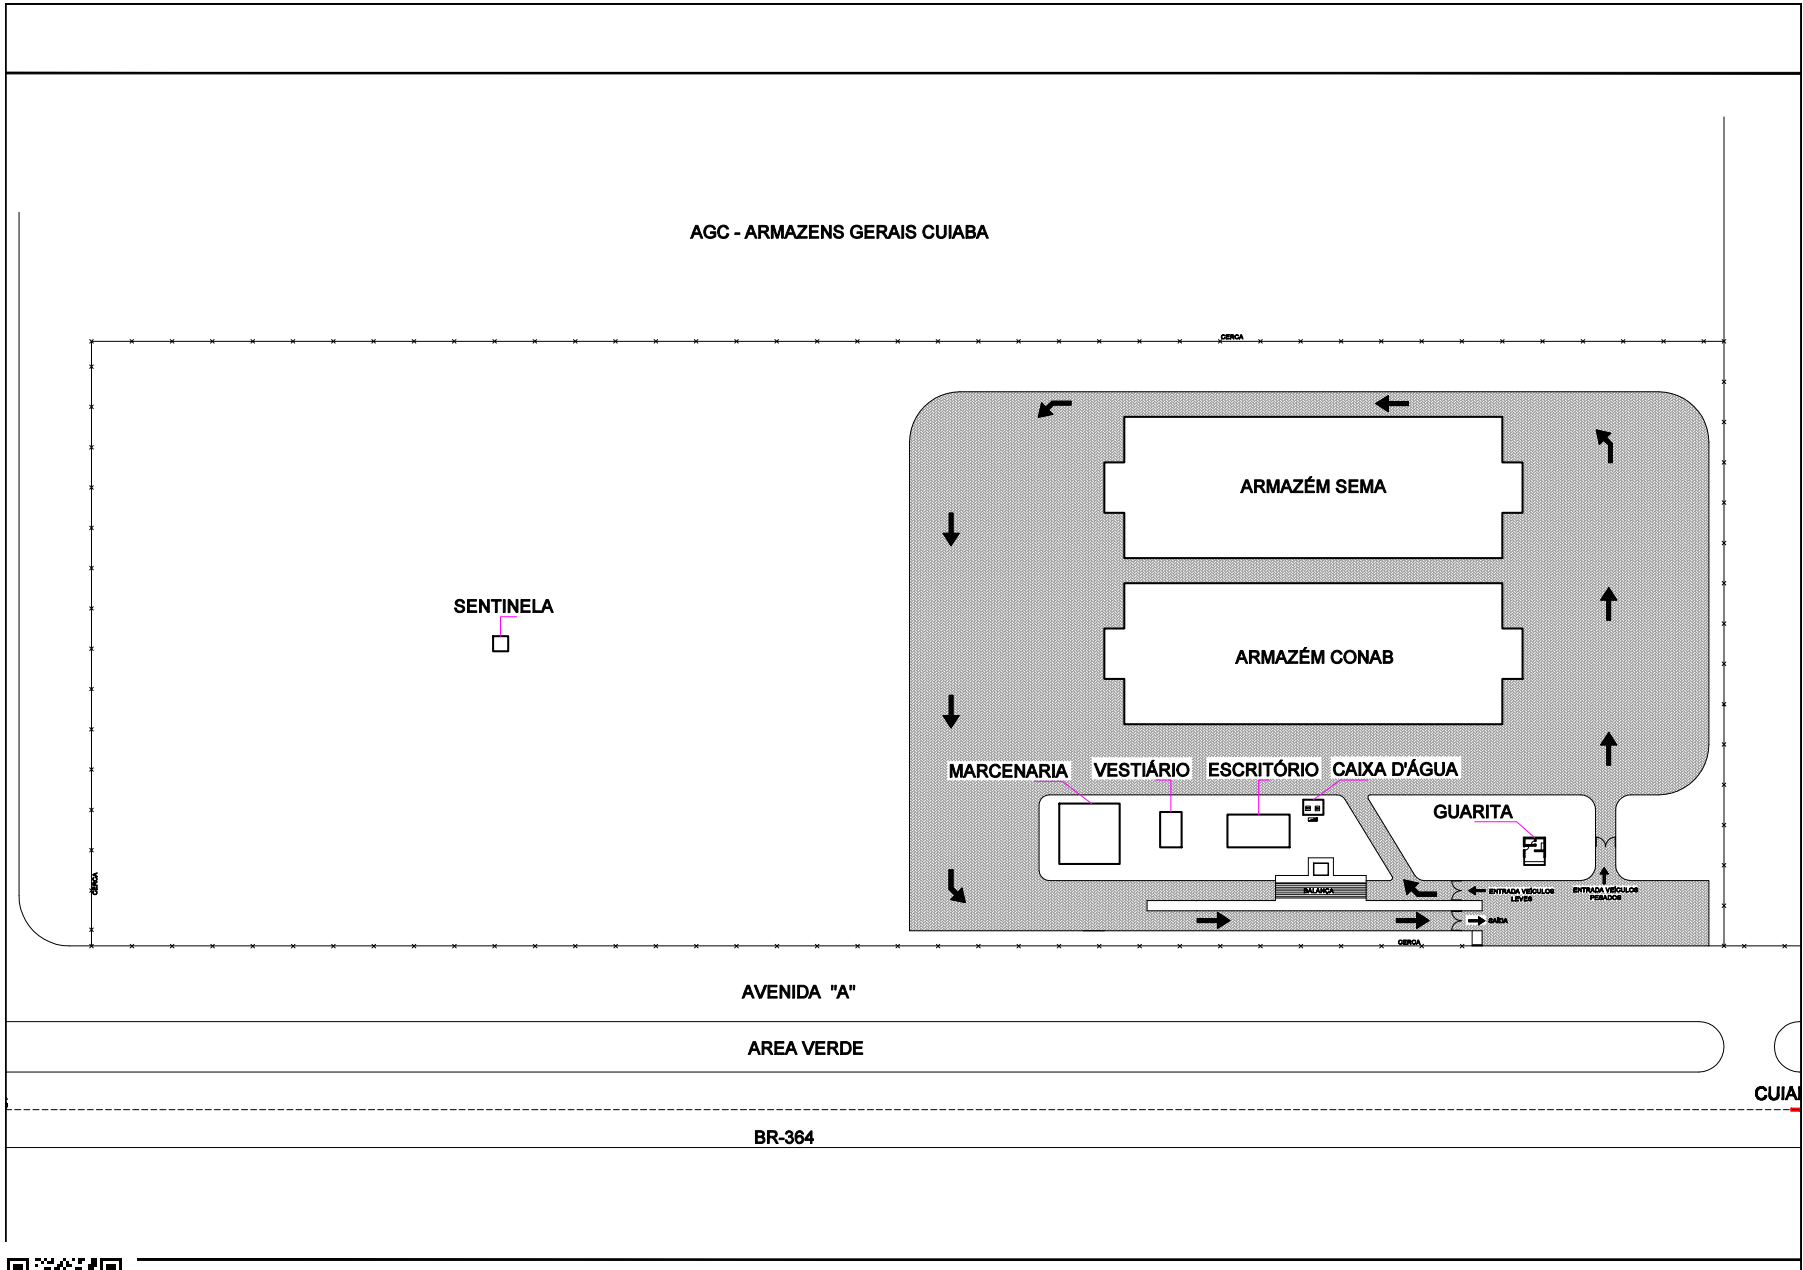 AGC - ARMAZENS GERAIS CUIABA
CERCA
ARMAZÉM SEMA
SENTINELA
ARMAZÉM CONAB
MARCENARIA
VESTIÁRIO
ESCRITÓRIO
CAIXA D'ÁGUA
GUARITA
CERCA
BALANÇA
ENTRADA VEÍCULOS
LEVES
ENTRADA VEÍCULOS
PESADOS
SAÍDA
CERCA
AVENIDA "A"
AREA VERDE
CUIA
BR-364